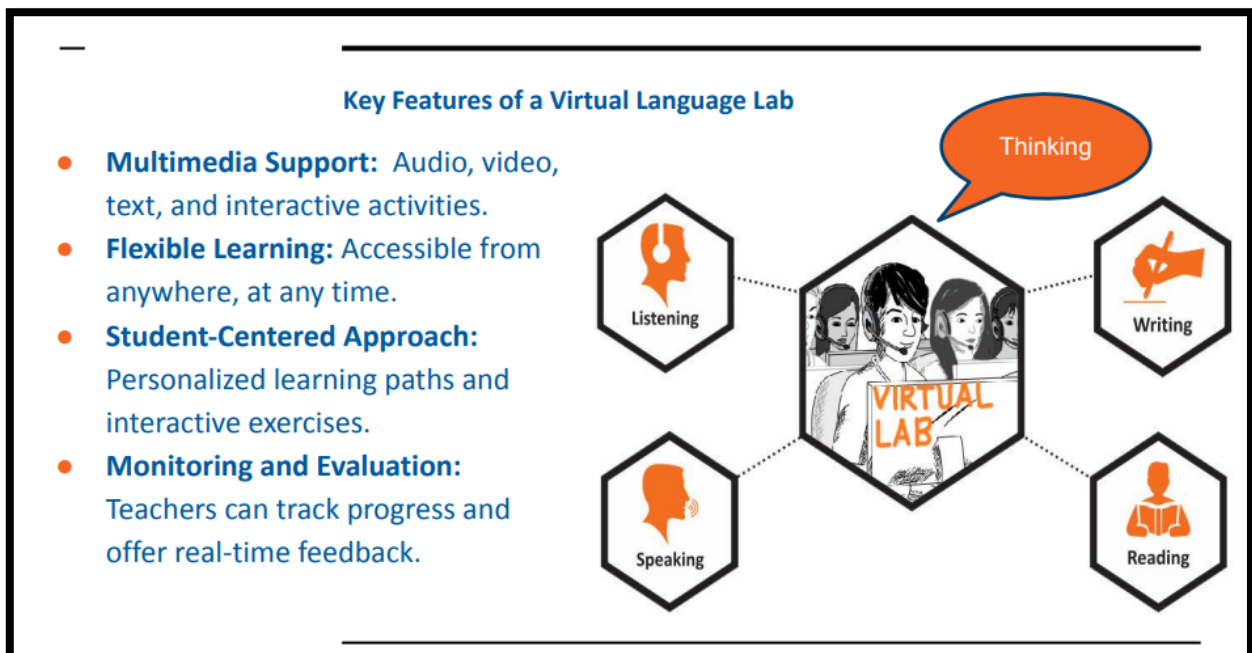 Key Features of a Virtual Language Lab
● Multimedia Support: Audio, video,
text, and interactive activities.
● Flexible Learning: Accessible from
anywhere, at any time.
● Student-Centered Approach:
Personalized learning paths and
interactive exercises.
● Monitoring and Evaluation:
Teachers can track progress and
offer real-time feedback.
Thinking
Listening
Writing
VIRTUAL
LAB
Speaking
Reading